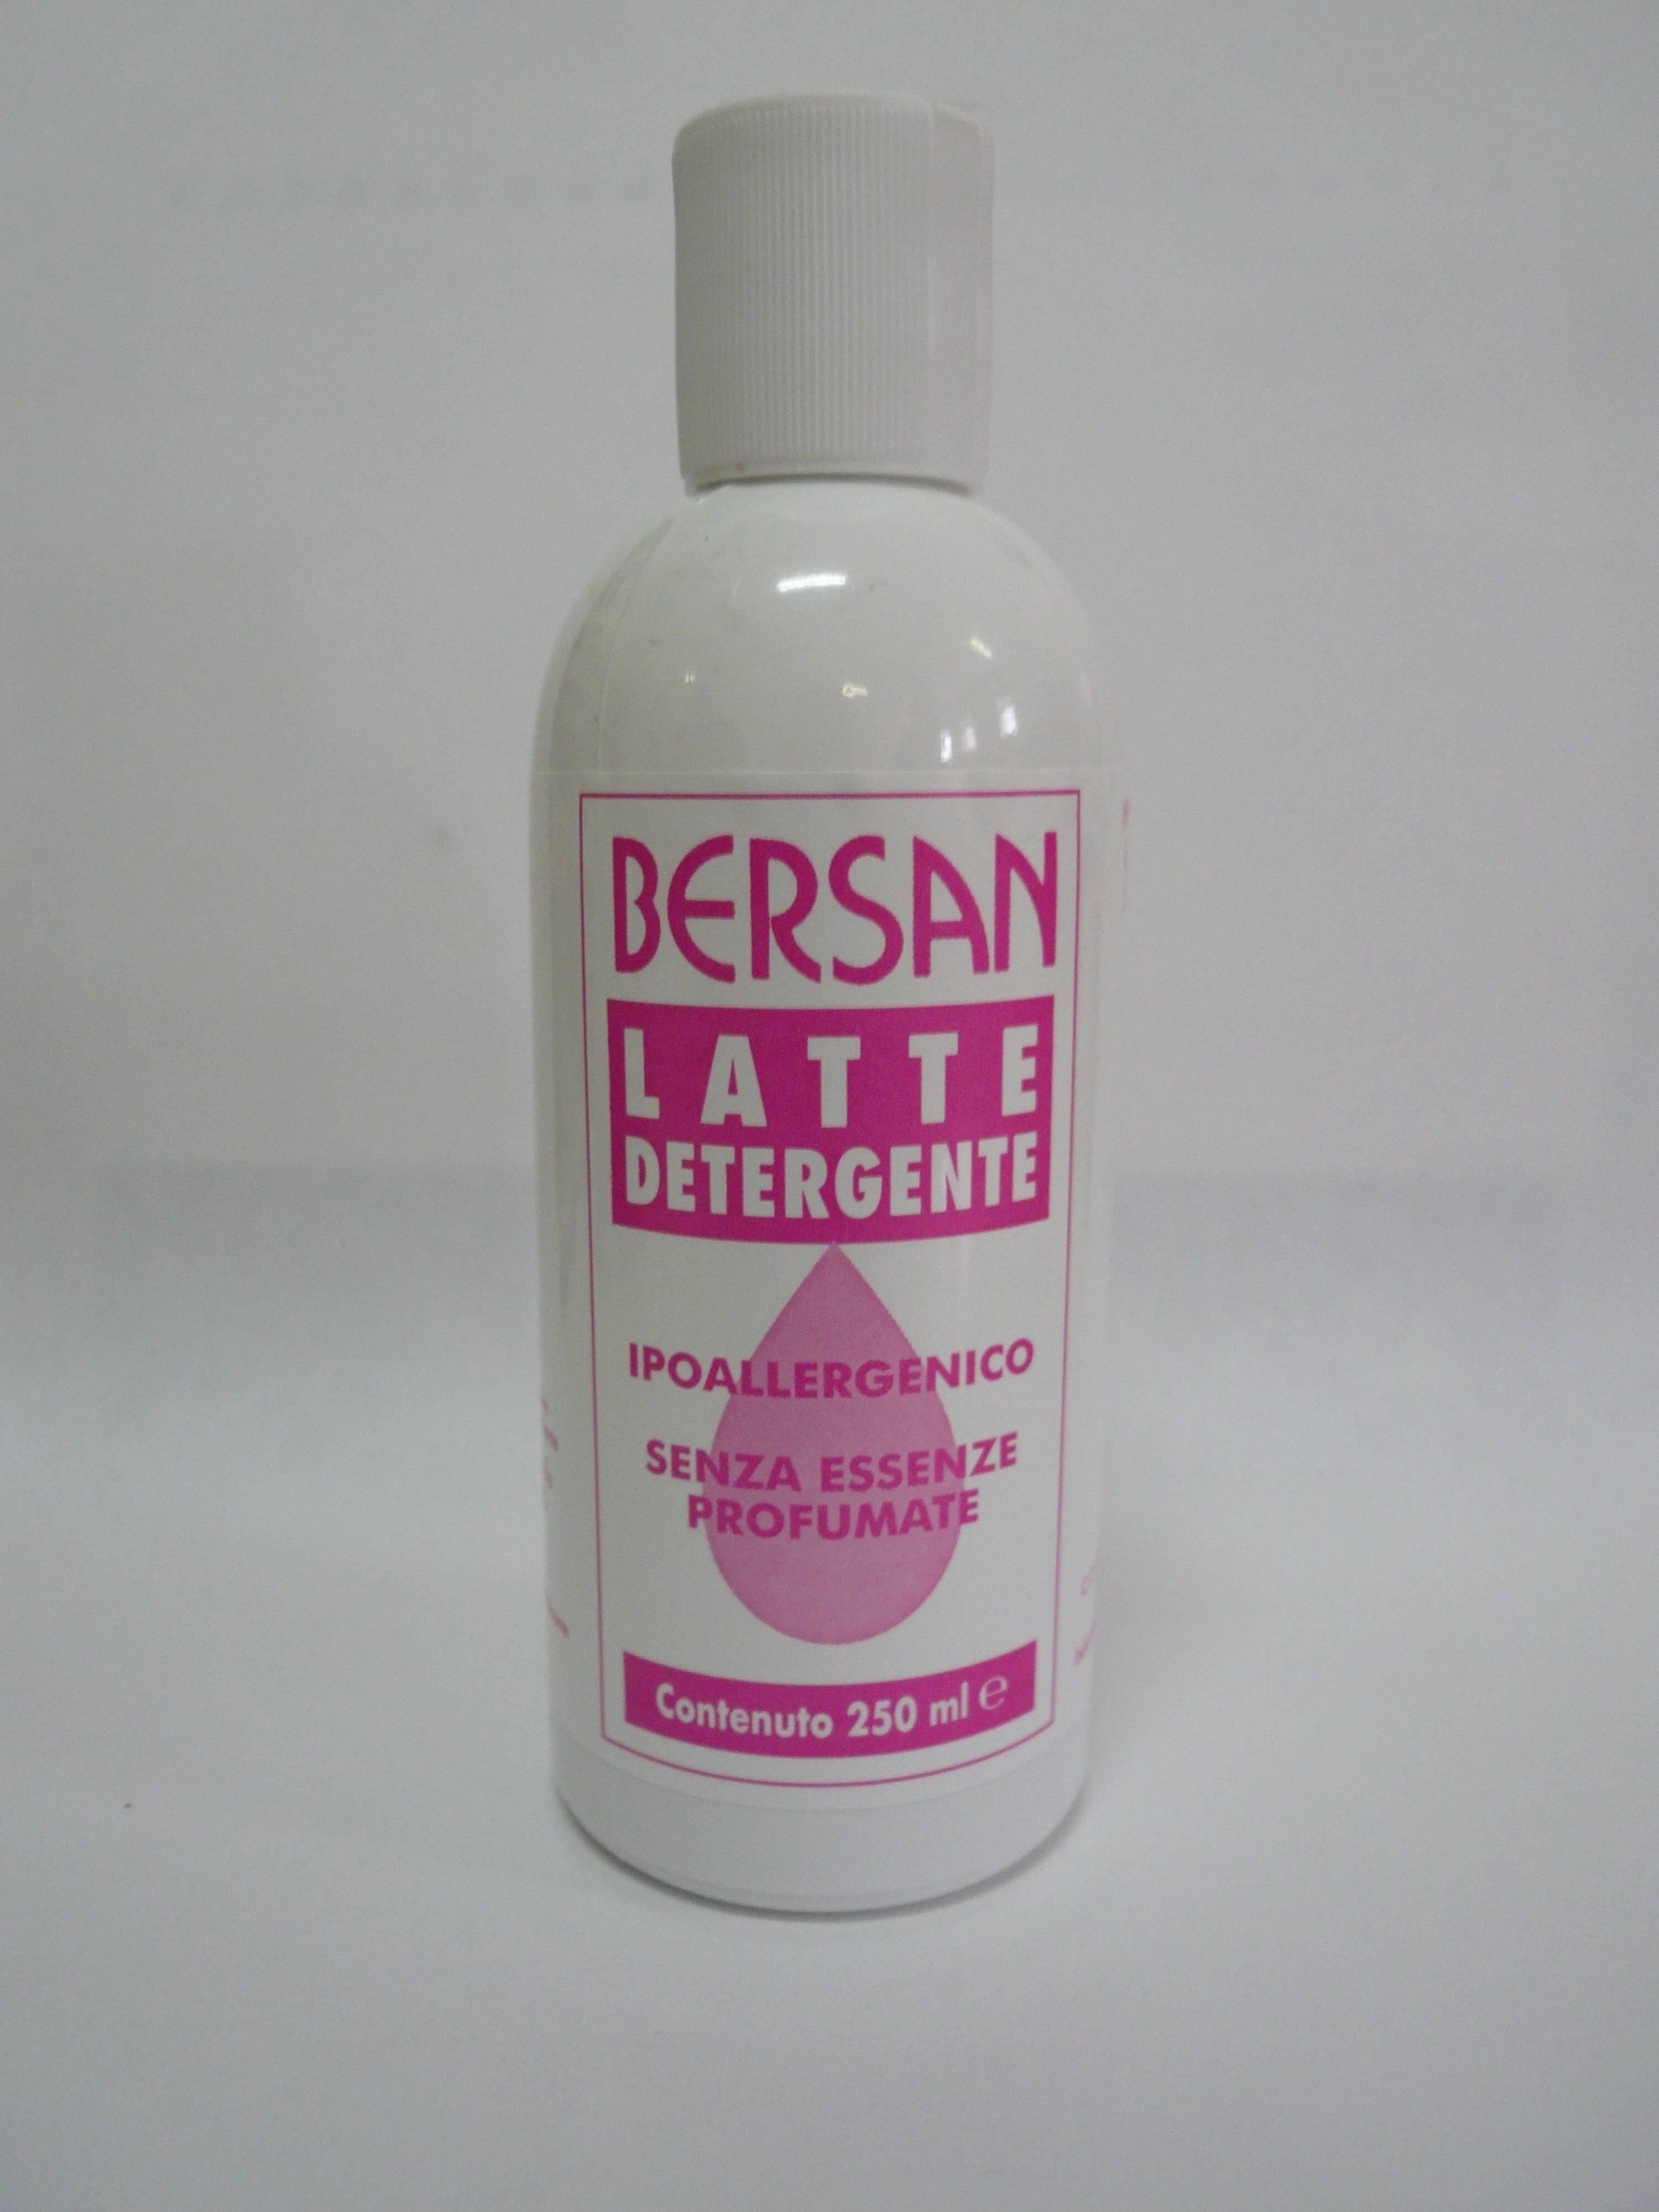 BERSAN
LATTE
DETERGENTE
IPOALLERGENICO
SENZA ESSENZE
PROFUMATE
Contenuto 250 ml ℮